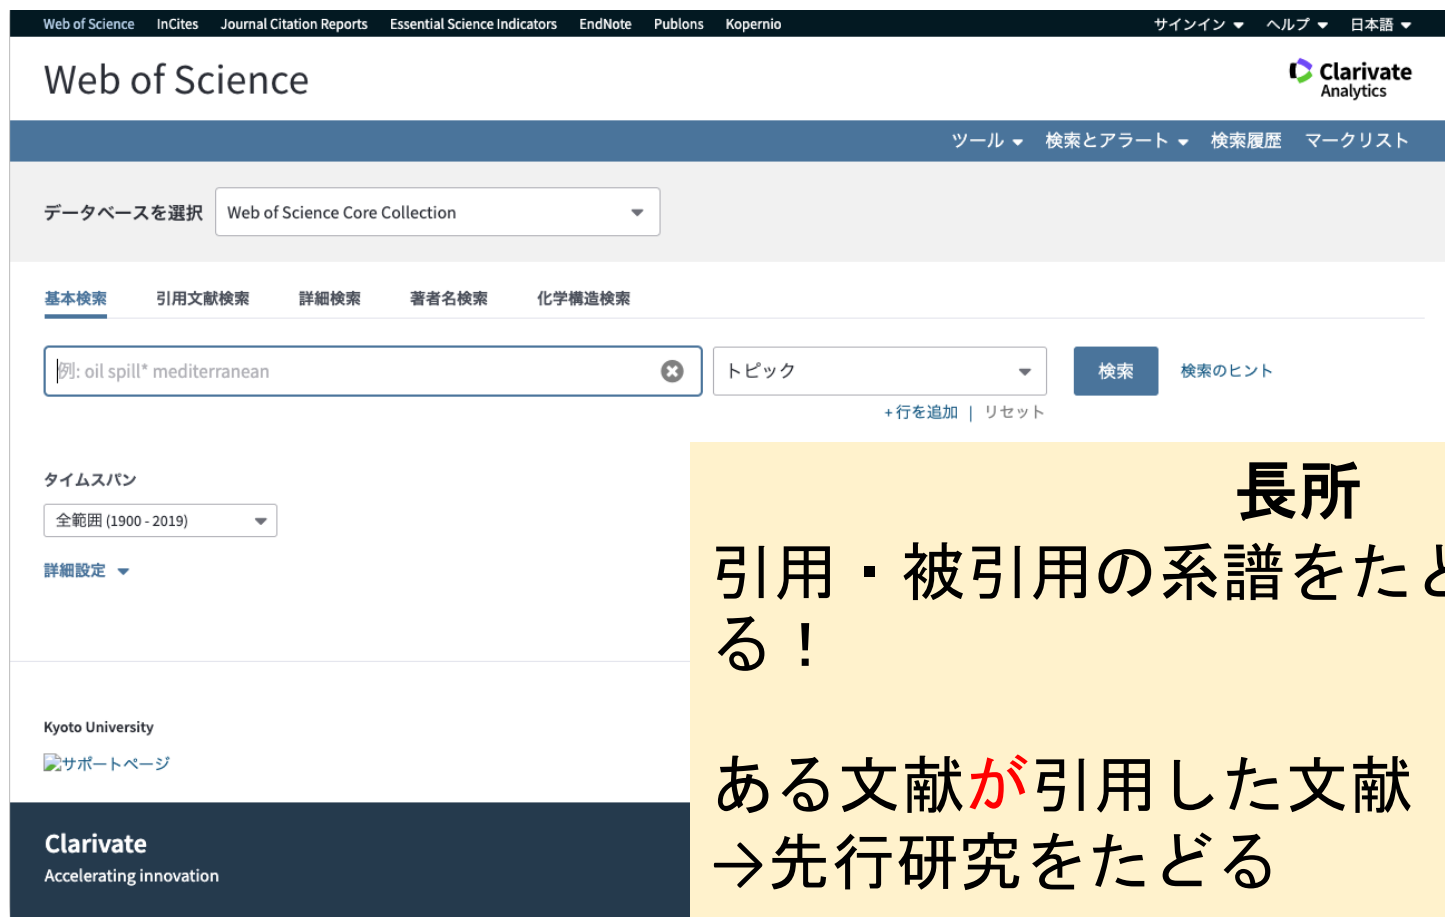 Web of Science InCites Journal Citation Reports Essential Science Indicators EndNote Publons Kopernio サインイン ヘルプ 日本語
Web of Science
Clarivate
Analytics
ツール 検索とアラート 検索履歴 マークリスト
データベースを選択 Web of Science Core Collection
基本検索 引用文献検索 詳細検索 著者名検索 化学構造検索
例: oil spill* mediterranean トピック 検索 検索のヒント
+ 行を追加 | リセット
タイムスパン
全範囲 (1900 - 2019)
詳細設定
Kyoto University
サポートページ
Clarivate
Accelerating innovation
長所
引用・被引用の系譜をたど
る！
ある文献が引用した文献
→先行研究をたどる